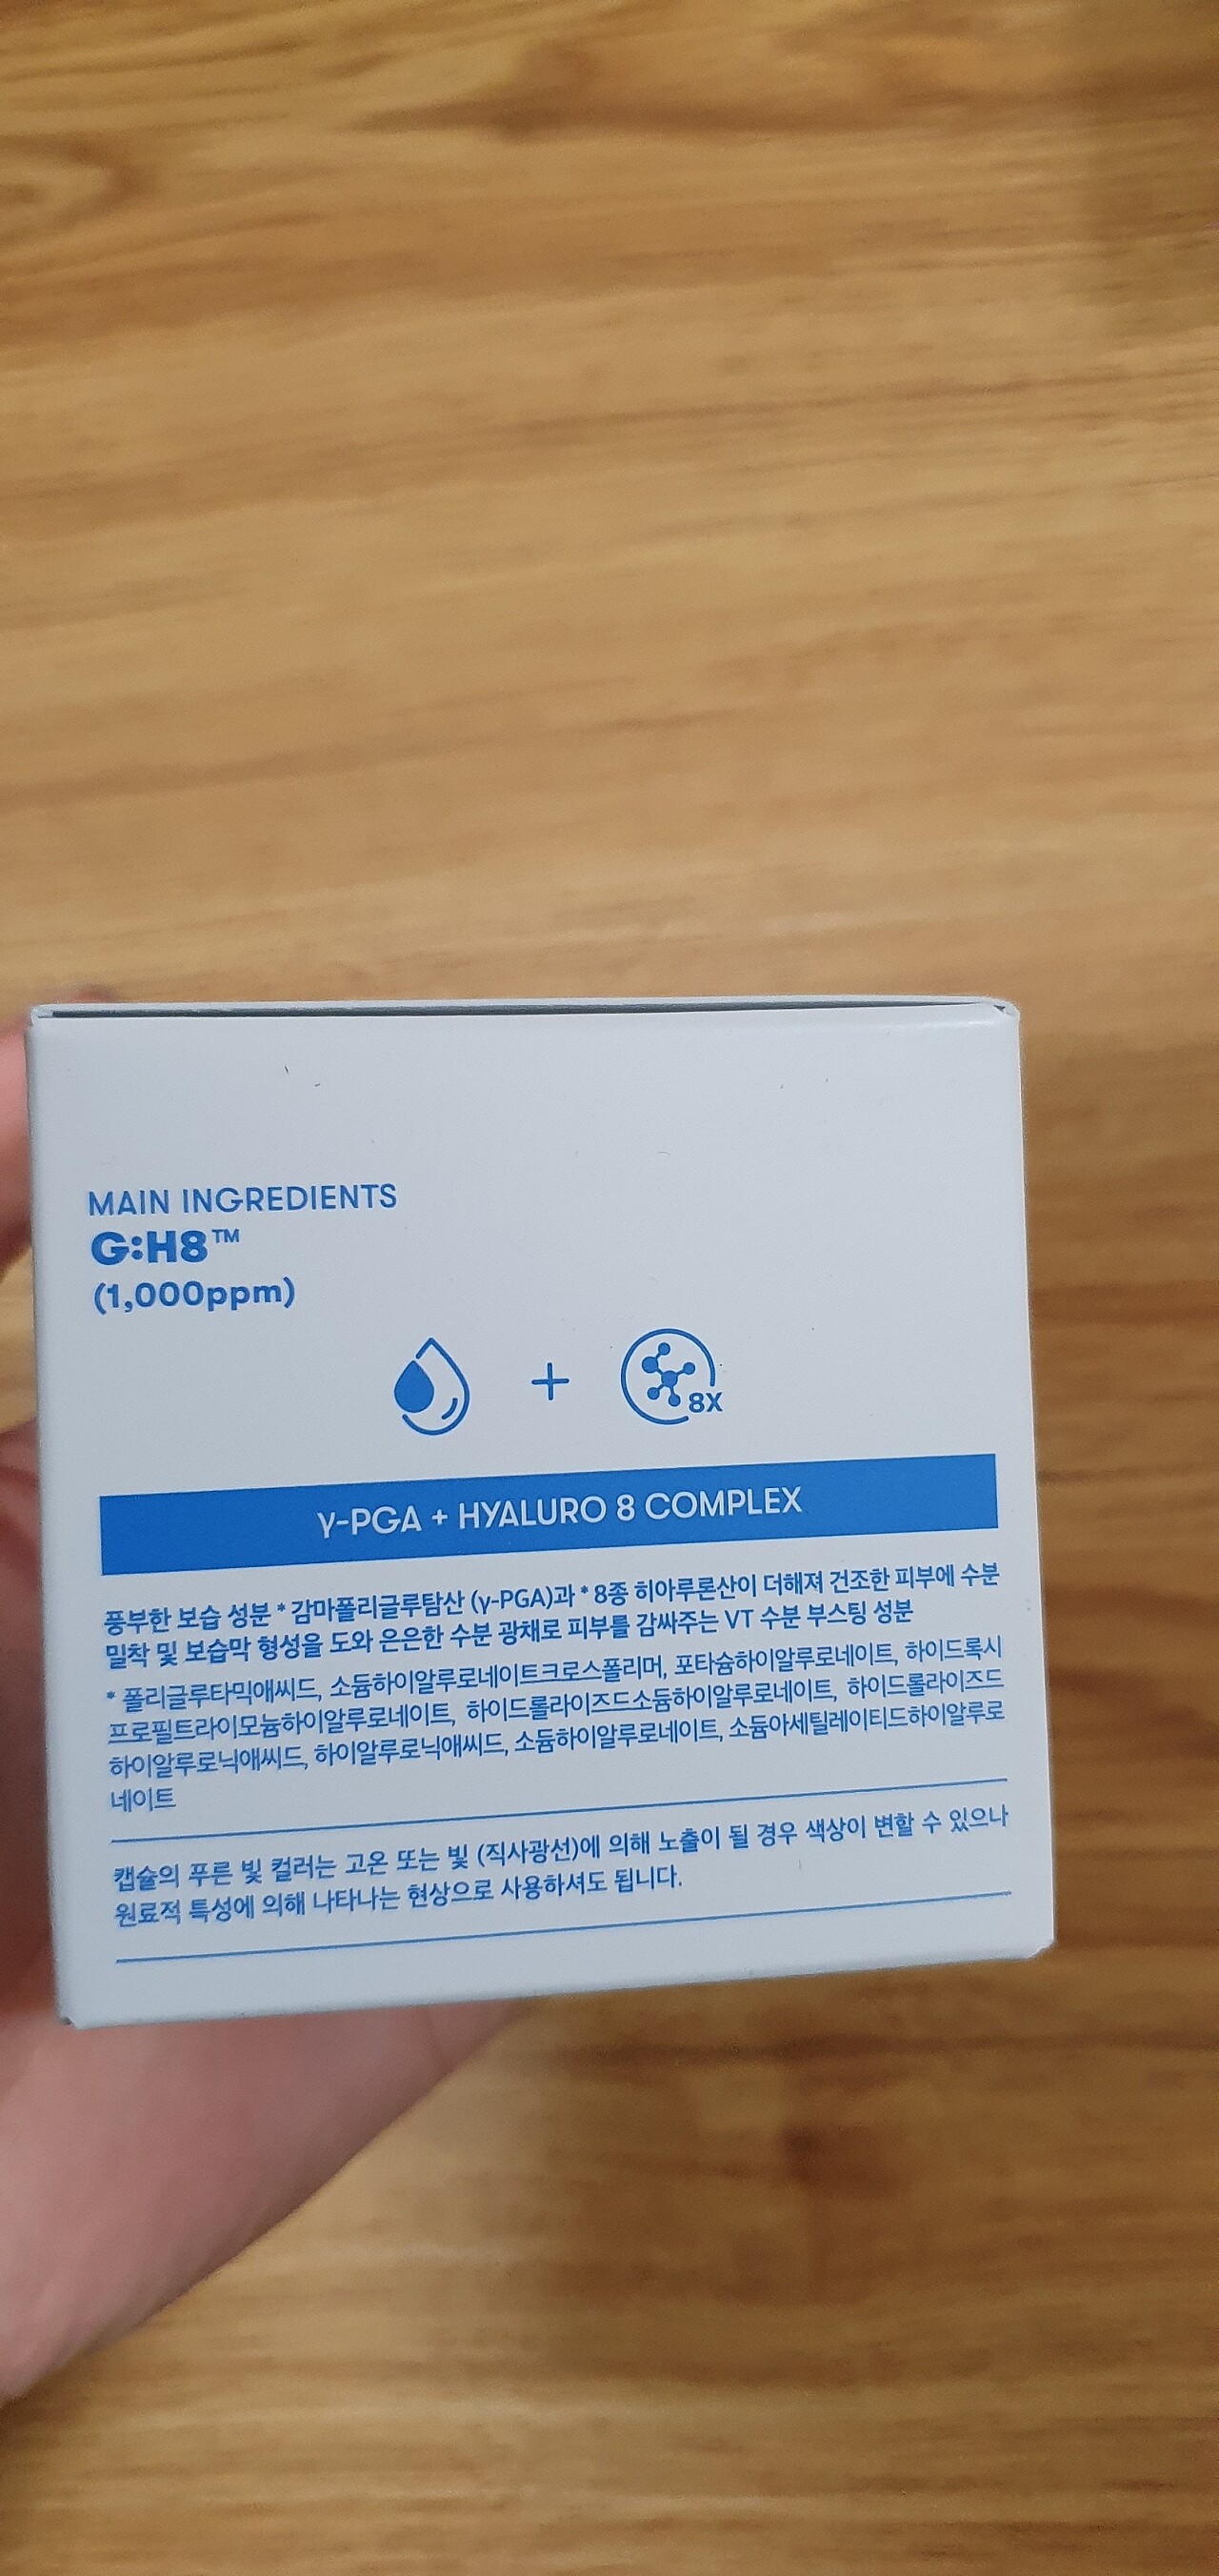 MAIN INGREDIENTS
G:H8™
(1,000ppm)
+
8X
γ-PGA + HYALURO 8 COMPLEX
풍부한 보습 성분 * 감마폴리글루탐산 (γ-PGA)과 * 8종 히아루론산이 더해져 건조한 피부에 수분
밀착 및 보습막 형성을 도와 은은한 수분 광채로 피부를 감싸주는 VT 수분 부스팅 성분
* 폴리글루타믹애씨드, 소듐하이알루로네이트크로스폴리머, 포타슘하이알루로네이트, 하이드록시
프로필트라이모늄하이알루로네이트, 하이드롤라이즈드소듐하이알루로네이트, 하이드롤라이즈드
하이알루로닉애씨드, 하이알루로닉애씨드, 소듐하이알루로네이트, 소듐아세틸레이티드하이알루로
네이트
캡슐의 푸른 빛 컬러는 고온 또는 빛 (직사광선)에 의해 노출이 될 경우 색상이 변할 수 있으나
원료적 특성에 의해 나타나는 현상으로 사용하셔도 됩니다.